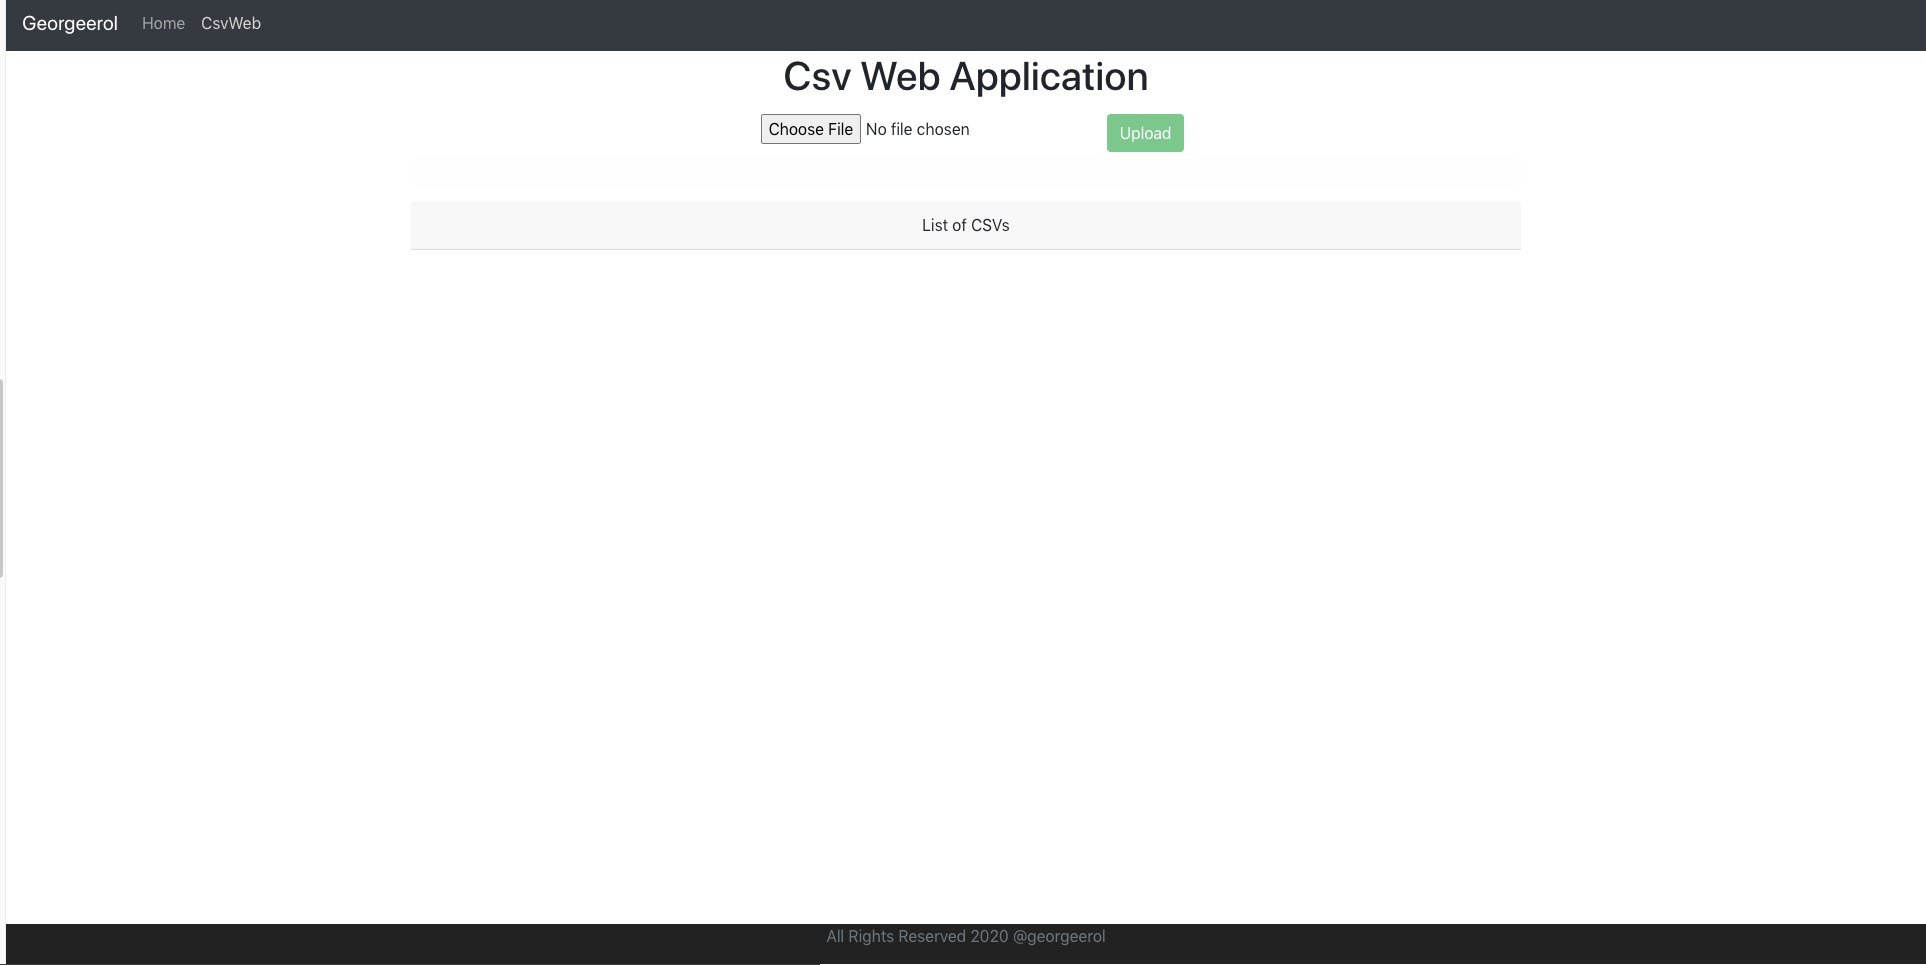 Georgeerol Home CsvWeb
Csv Web Application
Choose File No file chosen Upload
List of CSVs
All Rights Reserved 2020 @georgeerol